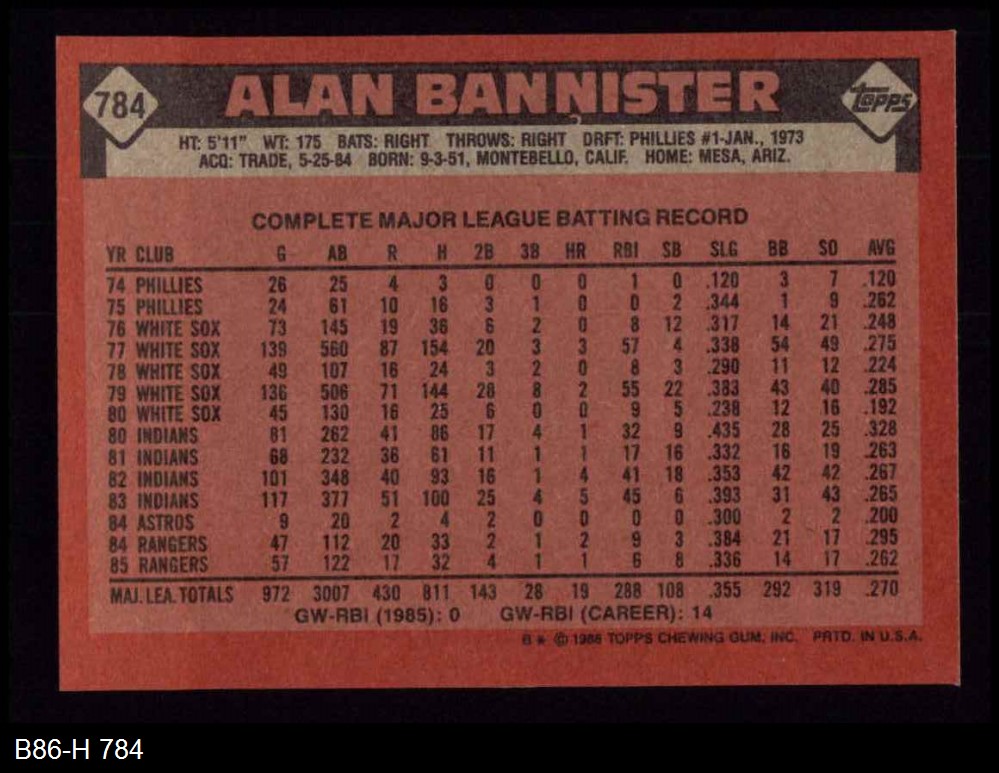 784 ALAN BANNISTER Topps
HT: 5'11" WT: 175 BATS: RIGHT THROWS: RIGHT DRFT: PHILLIES #1-JAN., 1973
ACQ: TRADE, 5-25-84 BORN: 9-3-51, MONTEBELLO, CALIF. HOME: MESA, ARIZ.
COMPLETE MAJOR LEAGUE BATTING RECORD
YR CLUB G AB R H 2B 3B HR RBI SB SLG BB SO AVG
74 PHILLIES 26 25 4 3 0 0 0 1 0 .120 3 7 .120
75 PHILLIES 24 61 10 16 3 1 0 0 2 .344 1 9 .262
76 WHITE SOX 73 145 19 36 6 2 0 8 12 .317 14 21 .248
77 WHITE SOX 139 560 87 154 20 3 3 57 4 .338 54 49 .275
78 WHITE SOX 49 107 16 24 3 2 0 8 3 .290 11 12 .224
79 WHITE SOX 136 506 71 144 28 8 2 55 22 .383 43 40 .285
80 WHITE SOX 45 130 16 25 6 0 0 9 5 .238 12 16 .192
80 INDIANS 81 262 41 86 17 4 1 32 9 .435 28 25 .328
81 INDIANS 68 232 36 61 11 1 1 17 16 .332 16 19 .263
82 INDIANS 101 348 40 93 16 1 4 41 18 .353 42 42 .267
83 INDIANS 117 377 51 100 25 4 5 45 6 .393 31 43 .265
84 ASTROS 9 20 2 4 2 0 0 0 0 .300 2 2 .200
84 RANGERS 47 112 20 33 2 1 2 9 3 .384 21 17 .295
85 RANGERS 57 122 17 32 4 1 1 6 8 .336 14 17 .262
MAJ. LEA. TOTALS 972 3007 430 811 143 28 19 288 108 .355 292 319 .270
GW-RBI (1985): 0 GW-RBI (CAREER): 14
B * © 1986 TOPPS CHEWING GUM, INC. PRTD. IN U.S.A.
B86-H 784